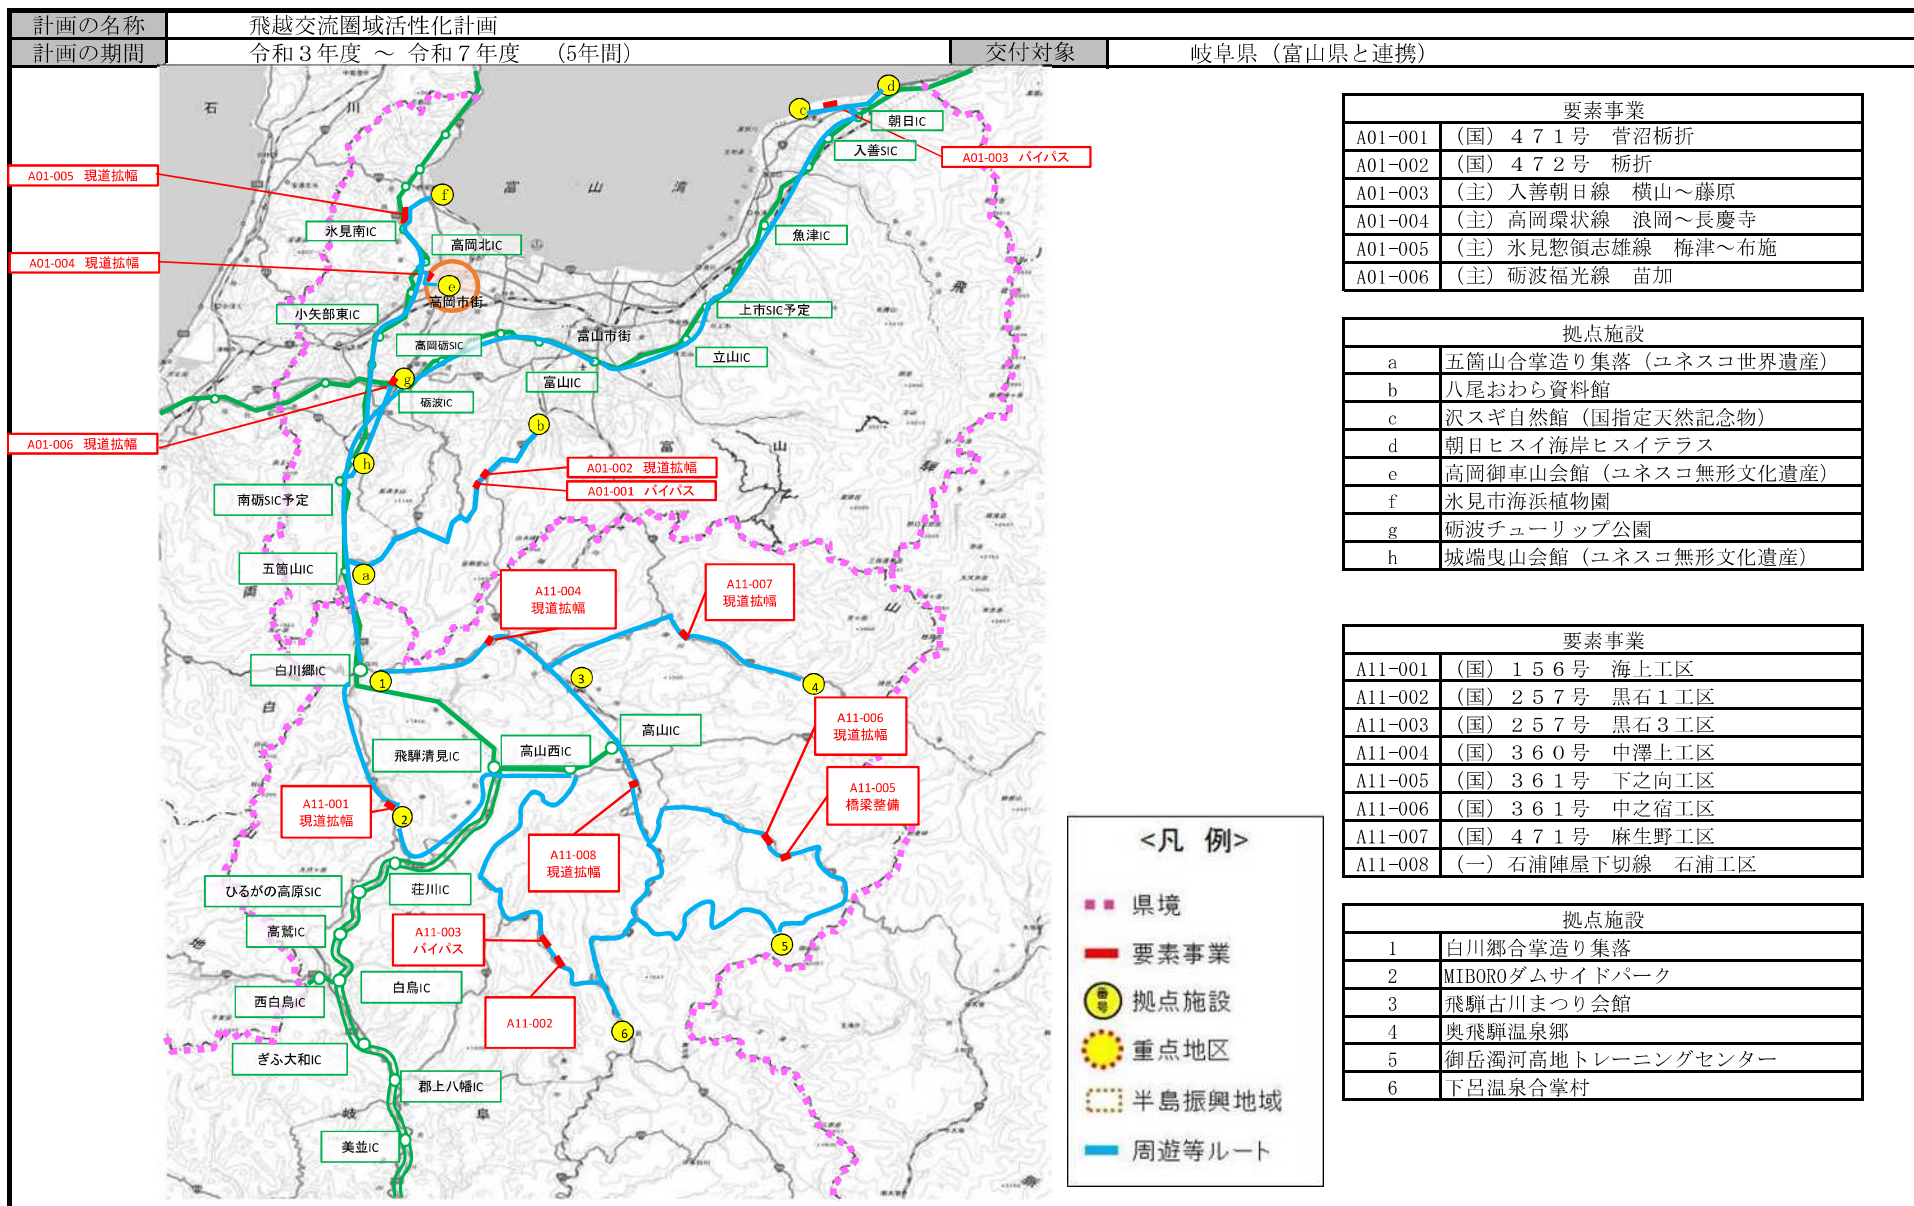 計画の名称 飛越交流圏域活性化計画
計画の期間 令和３年度 ～ 令和７年度 （5年間） 交付対象 岐阜県（富山県と連携）
石 川
富 山 湾
飛
騨
山
富 山
両
白
山
地
岐 阜
朝日IC
入善SIC
魚津IC
上市SIC予定
立山IC
富山市街
富山IC
氷見南IC
高岡北IC
高岡市街
小矢部東IC
高岡砺SIC
砺波IC
南砺SIC予定
五箇山IC
白川郷IC
飛騨清見IC
高山西IC
高山IC
荘川IC
ひるがの高原SIC
高鷲IC
白鳥IC
西白鳥IC
ぎふ大和IC
郡上八幡IC
美並IC
A01-005 現道拡幅
A01-004 現道拡幅
A01-006 現道拡幅
A01-003 バイパス
A01-002 現道拡幅
A01-001 バイパス
A11-004
現道拡幅
A11-007
現道拡幅
A11-006
現道拡幅
A11-005
橋梁整備
A11-001
現道拡幅
A11-008
現道拡幅
A11-003
バイパス
A11-002
a
b
c
d
e
f
g
h
1
2
3
4
5
6
<凡 例>
県境
要素事業
番号 拠点施設
重点地区
半島振興地域
周遊等ルート
要素事業
A01-001 （国）４７１号 菅沼栃折
A01-002 （国）４７２号 栃折
A01-003 （主）入善朝日線 横山～藤原
A01-004 （主）高岡環状線 浪岡～長慶寺
A01-005 （主）氷見惣領志雄線 梅津～布施
A01-006 （主）砺波福光線 苗加
拠点施設
a 五箇山合掌造り集落（ユネスコ世界遺産）
b 八尾おわら資料館
c 沢スギ自然館（国指定天然記念物）
d 朝日ヒスイ海岸ヒスイテラス
e 高岡御車山会館（ユネスコ無形文化遺産）
f 氷見市海浜植物園
g 砺波チューリップ公園
h 城端曳山会館（ユネスコ無形文化遺産）
要素事業
A11-001 （国）１５６号 海上工区
A11-002 （国）２５７号 黒石１工区
A11-003 （国）２５７号 黒石３工区
A11-004 （国）３６０号 中澤上工区
A11-005 （国）３６１号 下之向工区
A11-006 （国）３６１号 中之宿工区
A11-007 （国）４７１号 麻生野工区
A11-008 （一）石浦陣屋下切線 石浦工区
拠点施設
1 白川郷合掌造り集落
2 MIBOROダムサイドパーク
3 飛騨古川まつり会館
4 奥飛騨温泉郷
5 御岳濁河高地トレーニングセンター
6 下呂温泉合掌村